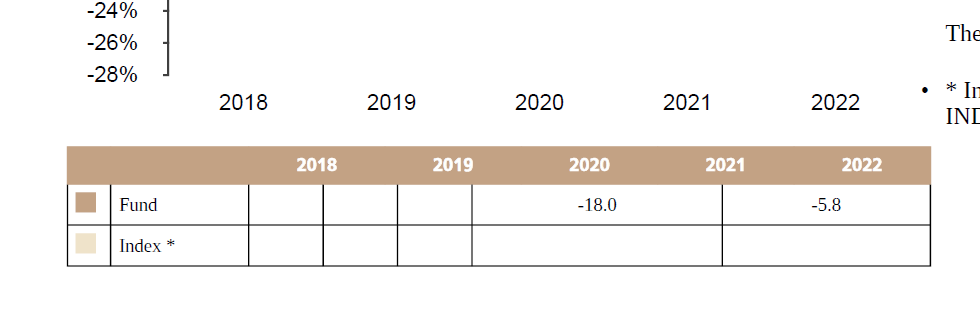 -24%
-26%
-28%
2018 2019 2020 2021 2022
The
• * In
IND
2018 2019 2020 2021 2022
Fund -18.0 -5.8
Index *